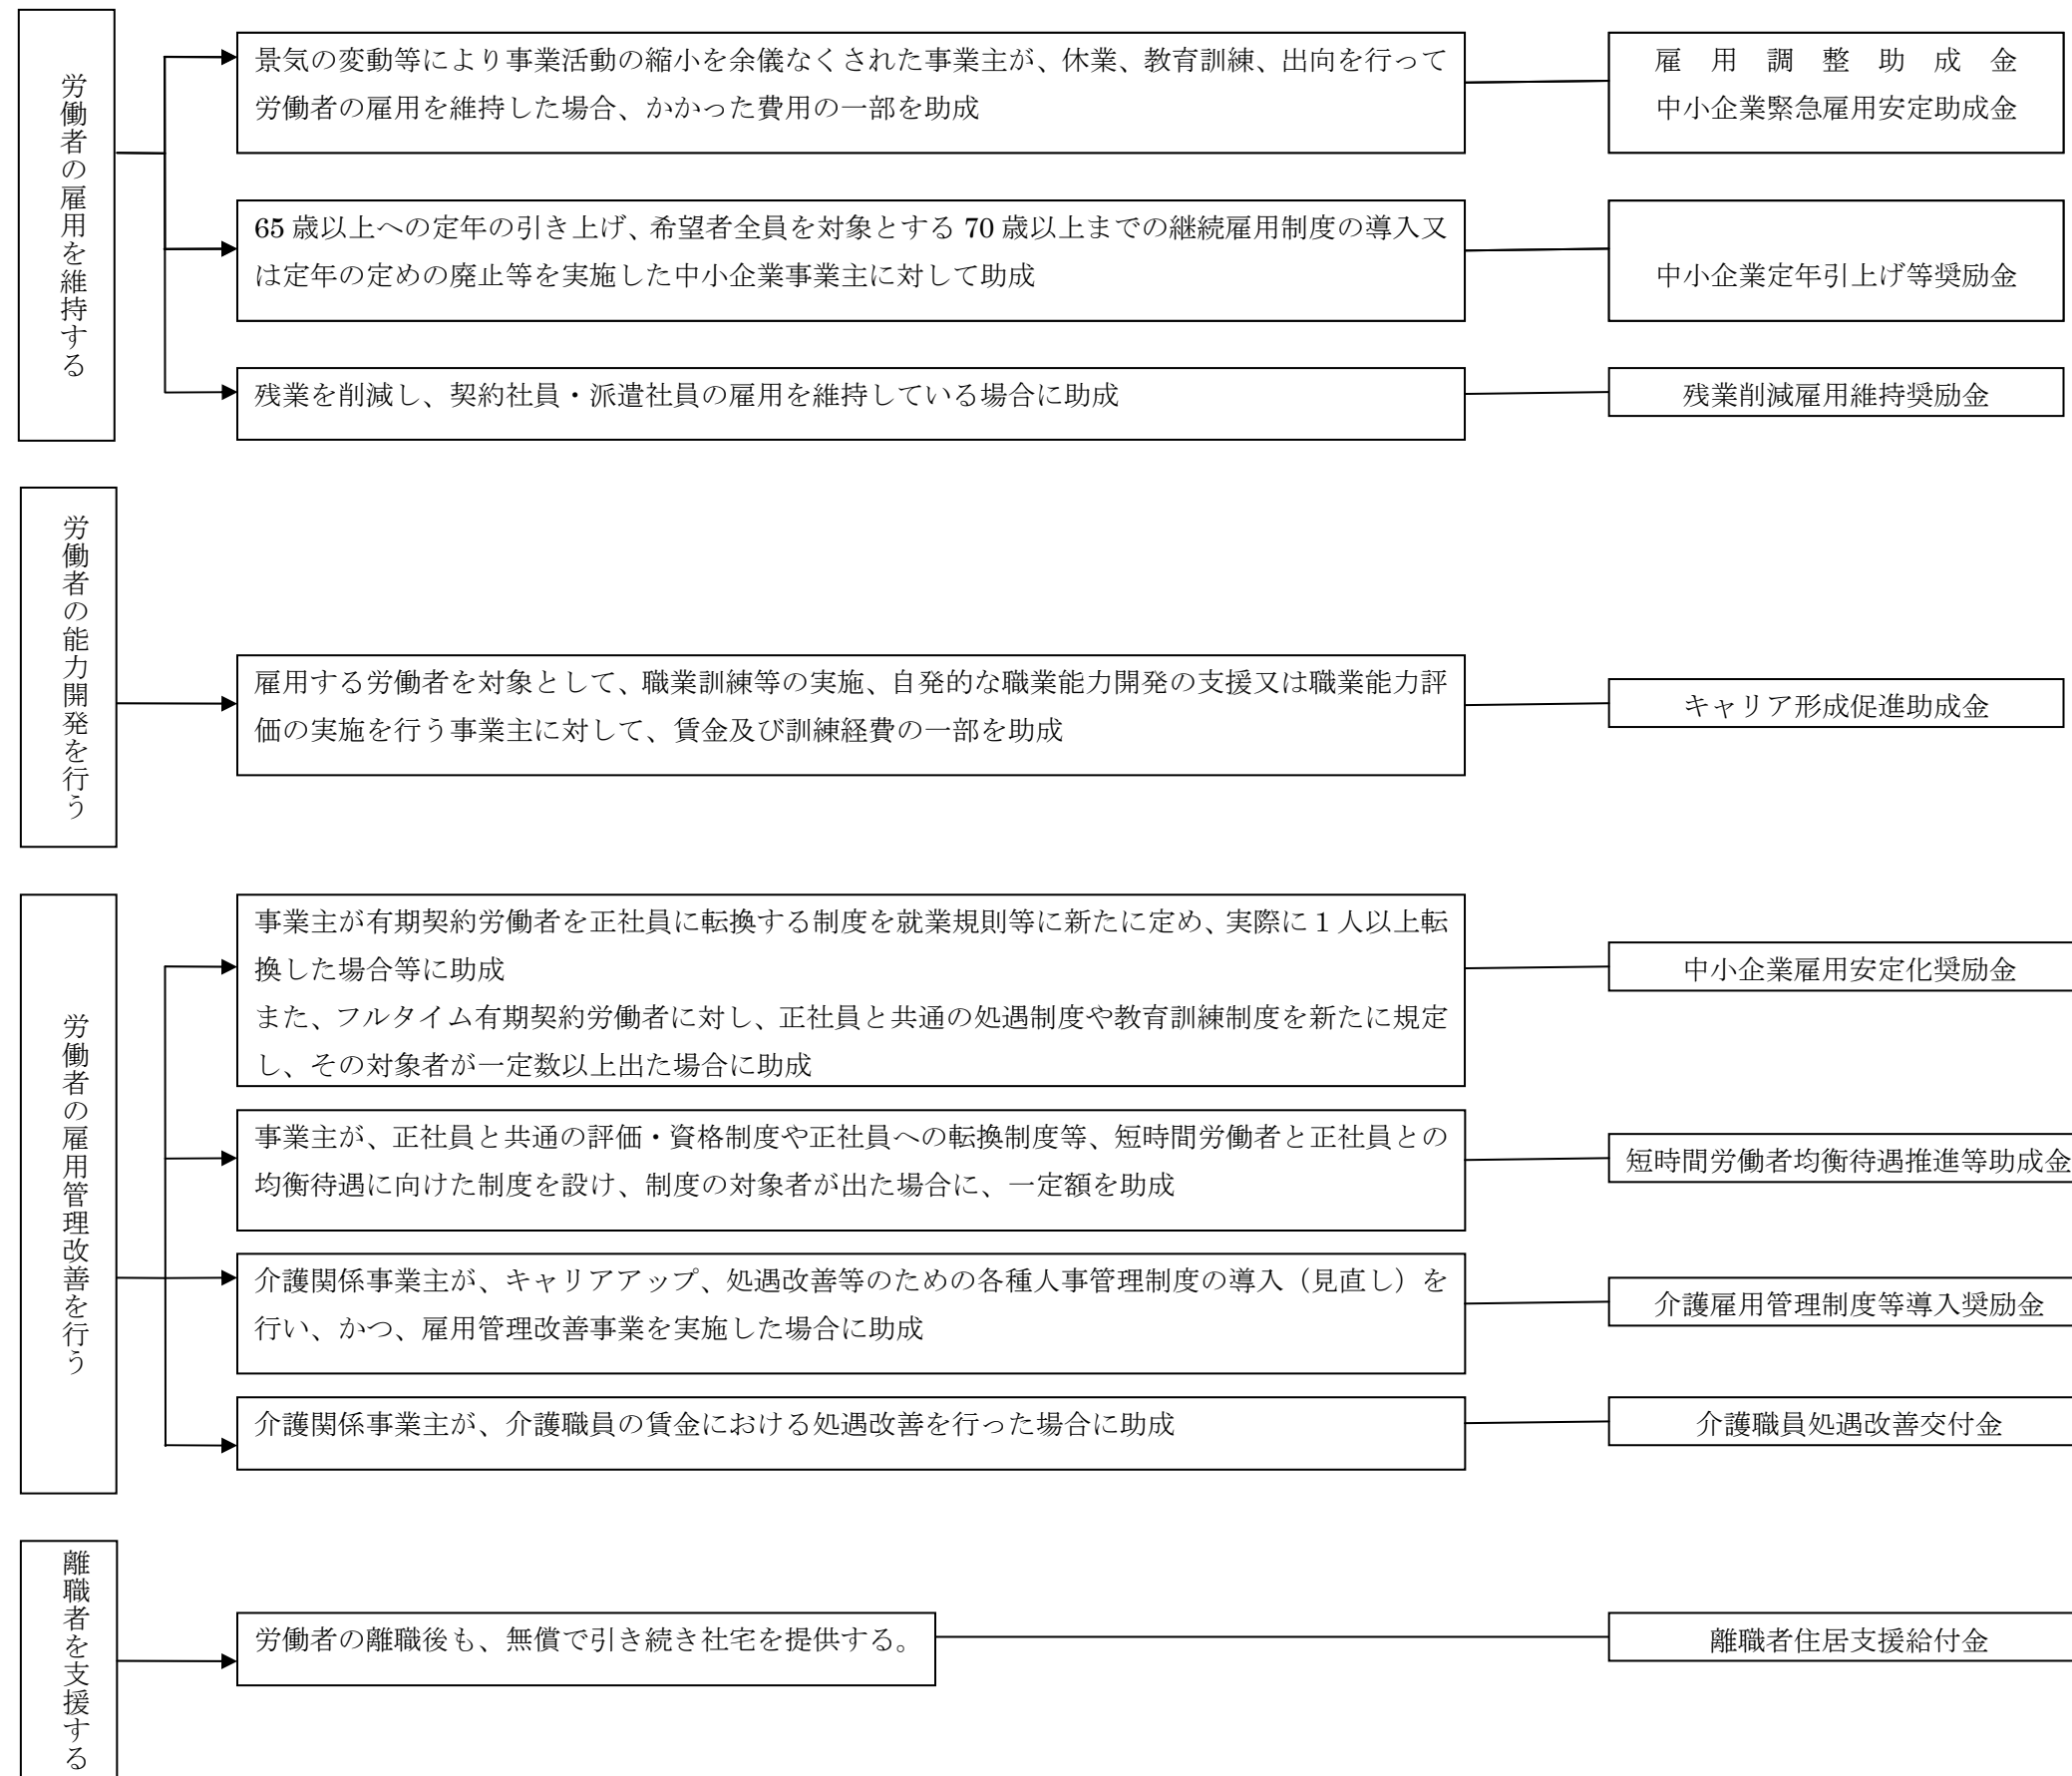 労働者の雇用を維持する
景気の変動等により事業活動の縮小を余儀なくされた事業主が、休業、教育訓練、出向を行って
労働者の雇用を維持した場合、かかった費用の一部を助成
雇用調整助成金
中小企業緊急雇用安定助成金
65 歳以上への定年の引き上げ、希望者全員を対象とする 70 歳以上までの継続雇用制度の導入又
は定年の定めの廃止等を実施した中小企業事業主に対して助成
中小企業定年引上げ等奨励金
残業を削減し、契約社員・派遣社員の雇用を維持している場合に助成
残業削減雇用維持奨励金
労働者の能力開発を行う
雇用する労働者を対象として、職業訓練等の実施、自発的な職業能力開発の支援又は職業能力評
価の実施を行う事業主に対して、賃金及び訓練経費の一部を助成
キャリア形成促進助成金
労働者の雇用管理改善を行う
事業主が有期契約労働者を正社員に転換する制度を就業規則等に新たに定め、実際に 1 人以上転
換した場合等に助成
また、フルタイム有期契約労働者に対し、正社員と共通の処遇制度や教育訓練制度を新たに規定
し、その対象者が一定数以上出た場合に助成
中小企業雇用安定化奨励金
事業主が、正社員と共通の評価・資格制度や正社員への転換制度等、短時間労働者と正社員との
均衡待遇に向けた制度を設け、制度の対象者が出た場合に、一定額を助成
短時間労働者均衡待遇推進等助成金
介護関係事業主が、キャリアアップ、処遇改善等のための各種人事管理制度の導入（見直し）を
行い、かつ、雇用管理改善事業を実施した場合に助成
介護雇用管理制度等導入奨励金
介護関係事業主が、介護職員の賃金における処遇改善を行った場合に助成
介護職員処遇改善交付金
離職者を支援する
労働者の離職後も、無償で引き続き社宅を提供する。
離職者住居支援給付金